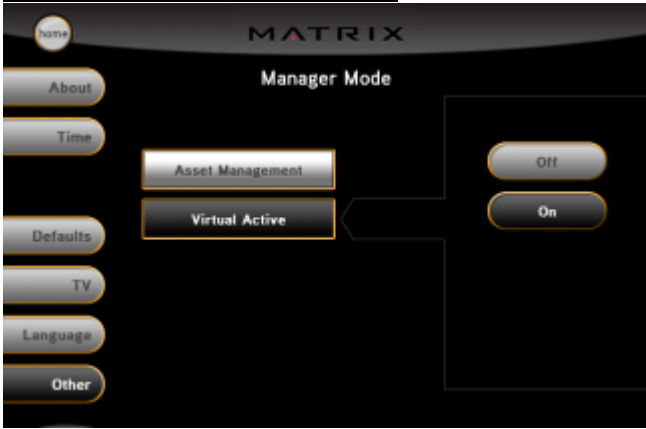 home
MATRIX
Manager Mode
About
Time
Defaults
TV
Language
Other
Asset Management
Virtual Active
Off
On